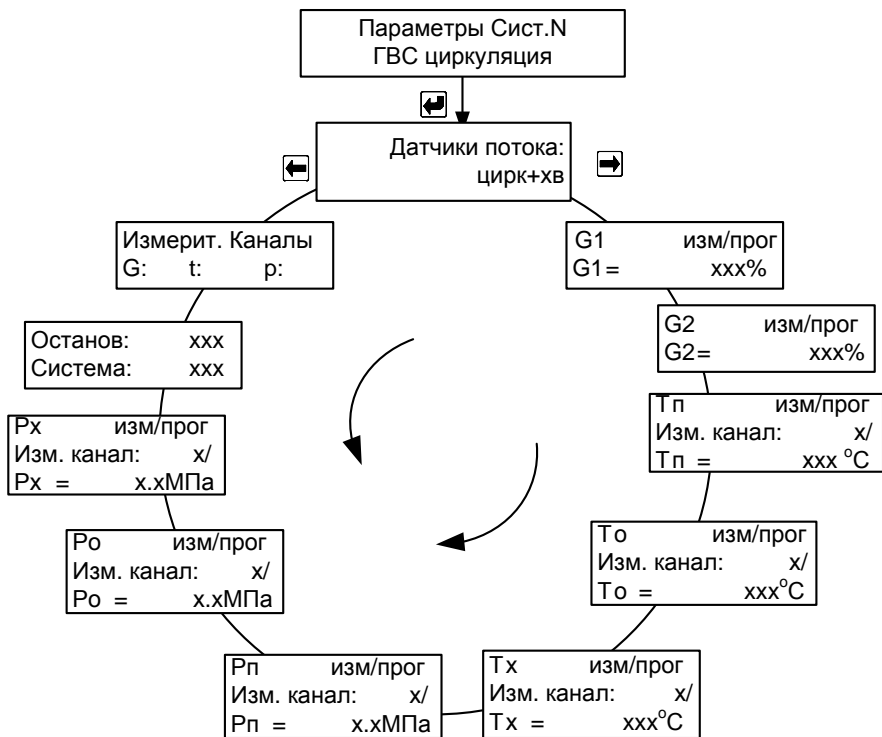 Параметры Сист.N
ГВС циркуляция
Датчики потока:
цирк+хв
Измерит. Каналы
G: t: p:
G1 изм/прог
G1= xxx%
G2 изм/прог
G2= xxx%
Останов: xxx
Система: xxx
Тп изм/прог
Изм. канал: x/
Тп = xxx °C
Рх изм/прог
Изм. канал: x/
Рх = x.xМПа
То изм/прог
Изм. канал: x/
То = xxx°C
Ро изм/прог
Изм. канал: x/
Ро = x.xМПа
Рп изм/прог
Изм. канал: x/
Рп = x.xМПа
Тх изм/прог
Изм. канал: x/
Тх = xxx°C